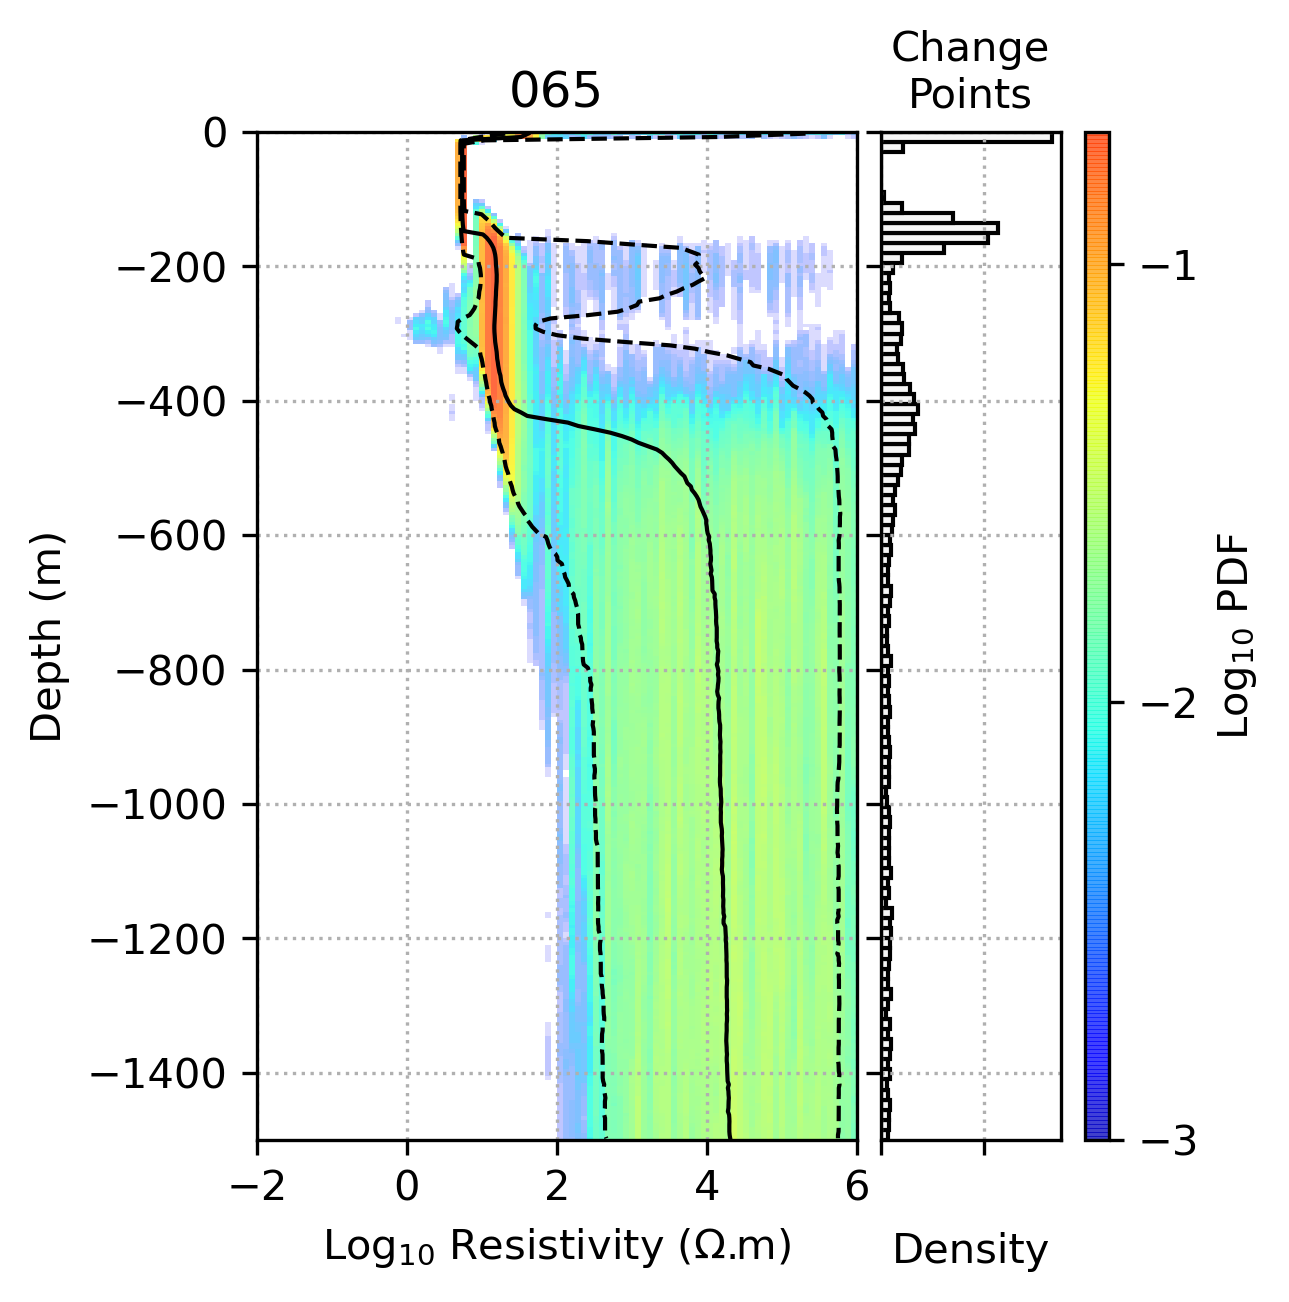 065
Change
Points
0
−200
−400
−600
−800
−1000
−1200
−1400
Depth (m)
−2 0 2 4 6
Log₁₀ Resistivity (Ω.m)
Density
−1
−2
−3
Log₁₀ PDF